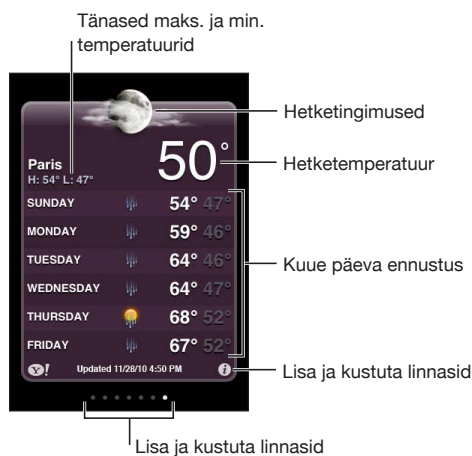 Tänased maks. ja min.
temperatuurid
Hetketingimused
50°
Hetketemperatuur
Paris
H: 54° L: 47°
SUNDAY 54° 47°
MONDAY 59° 46°
TUESDAY 64° 46°
Kuue päeva ennustus
WEDNESDAY 64° 47°
THURSDAY 68° 52°
FRIDAY 67° 52°
Y! Updated 11/28/10 4:50 PM i
Lisa ja kustuta linnasid
Lisa ja kustuta linnasid